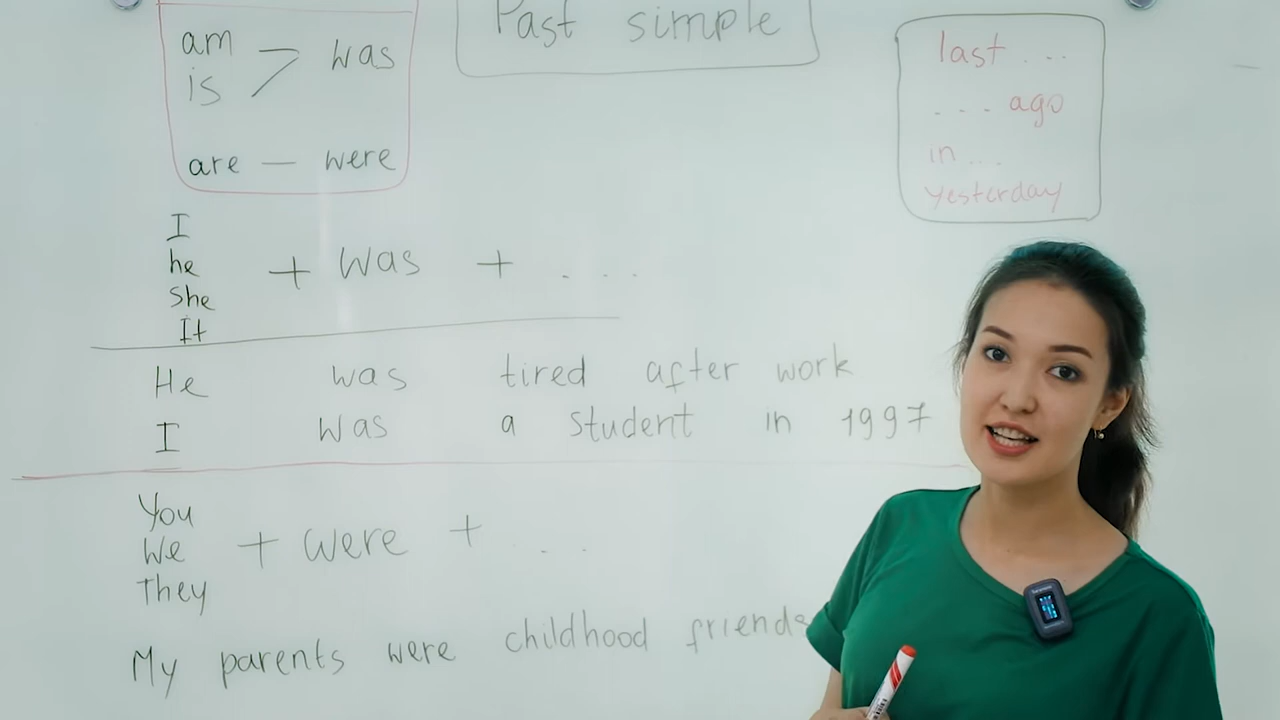 Past simple
am
is
was
are — were
last ...
... ago
in ...
yesterday
I
he
she
It
+ was + ....
He was tired after work
I was a student in 1997
You
We
They
+ were + ...
My parents were childhood friends